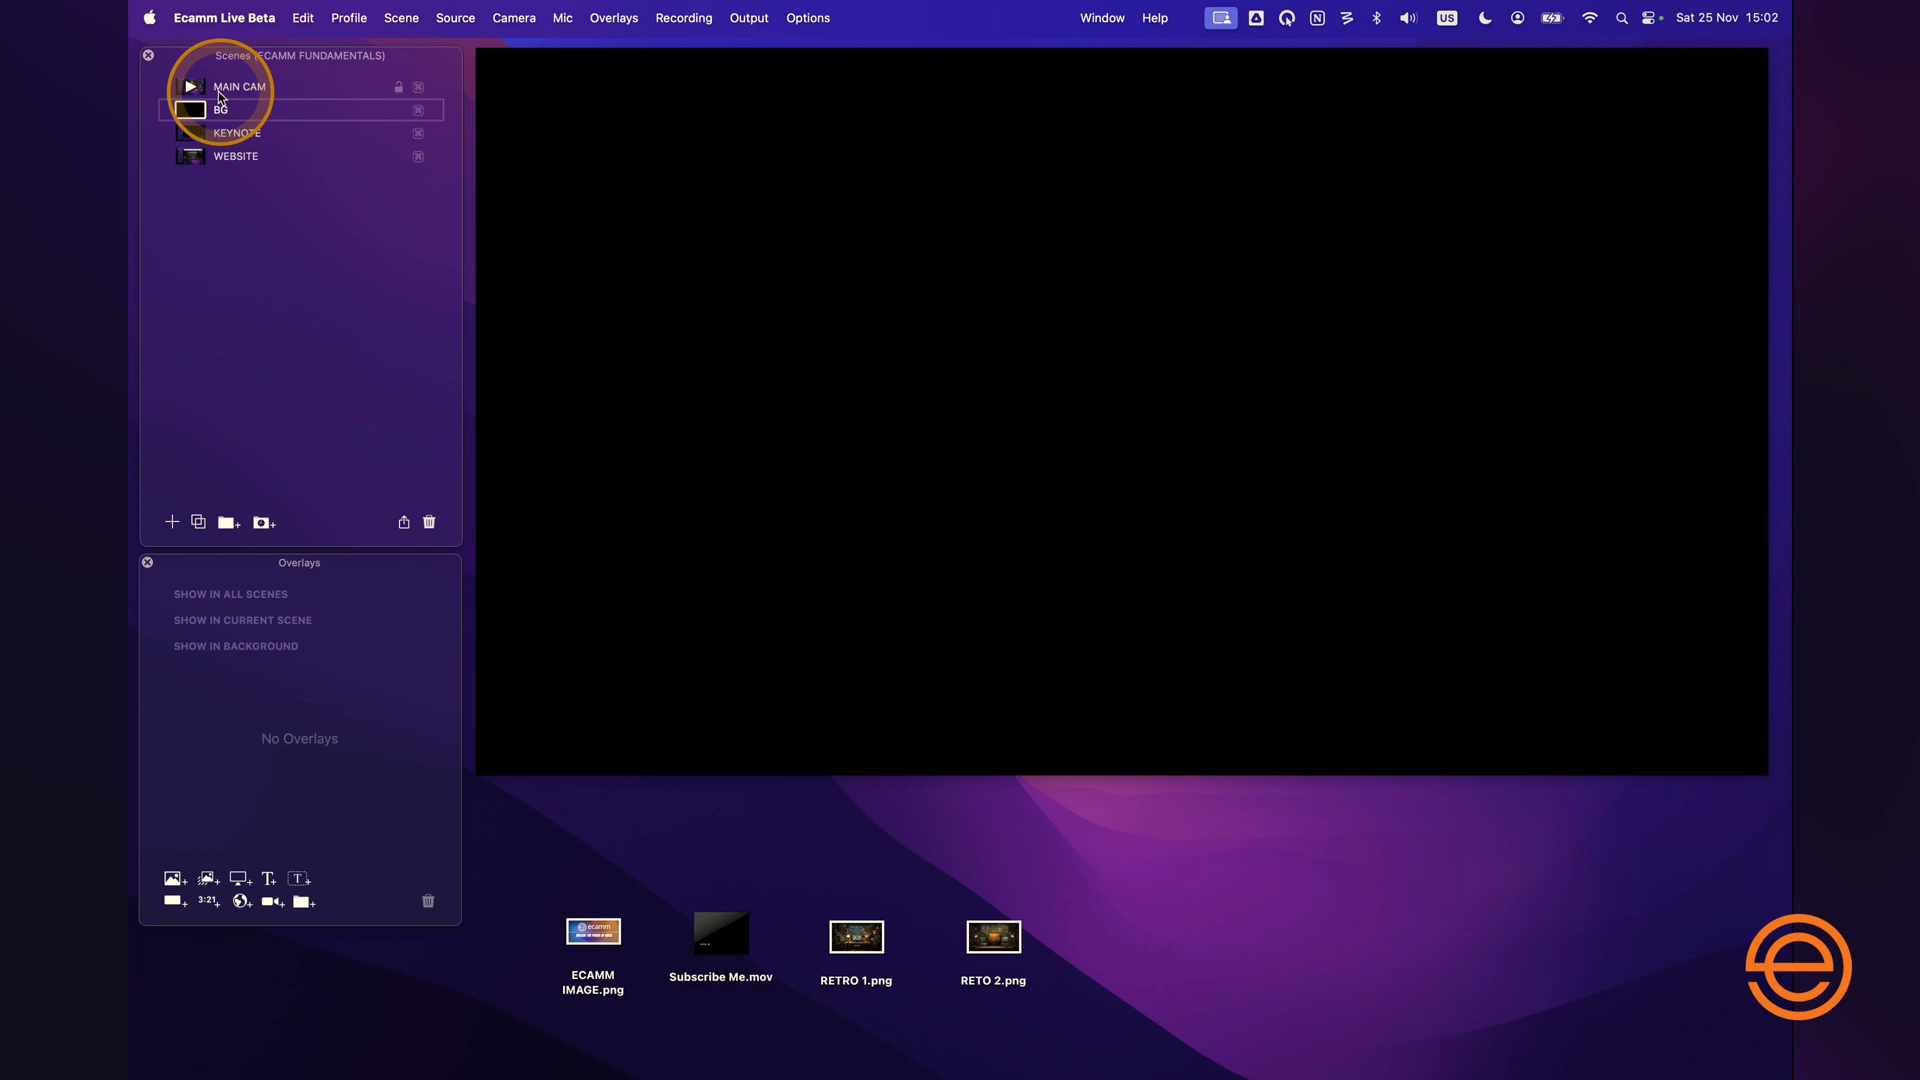 Ecamm Live Beta Edit Profile Scene Source Camera Mic Overlays Recording Output Options Window Help US Sat 25 Nov 15:02
Scenes (ECAMM FUNDAMENTALS)
MAIN CAM
BG
KEYNOTE
WEBSITE
Overlays
SHOW IN ALL SCENES
SHOW IN CURRENT SCENE
SHOW IN BACKGROUND
No Overlays
3:21
ecamm
ECAMM
IMAGE.png
Subscribe Me.mov
RETRO 1.png
RETO 2.png